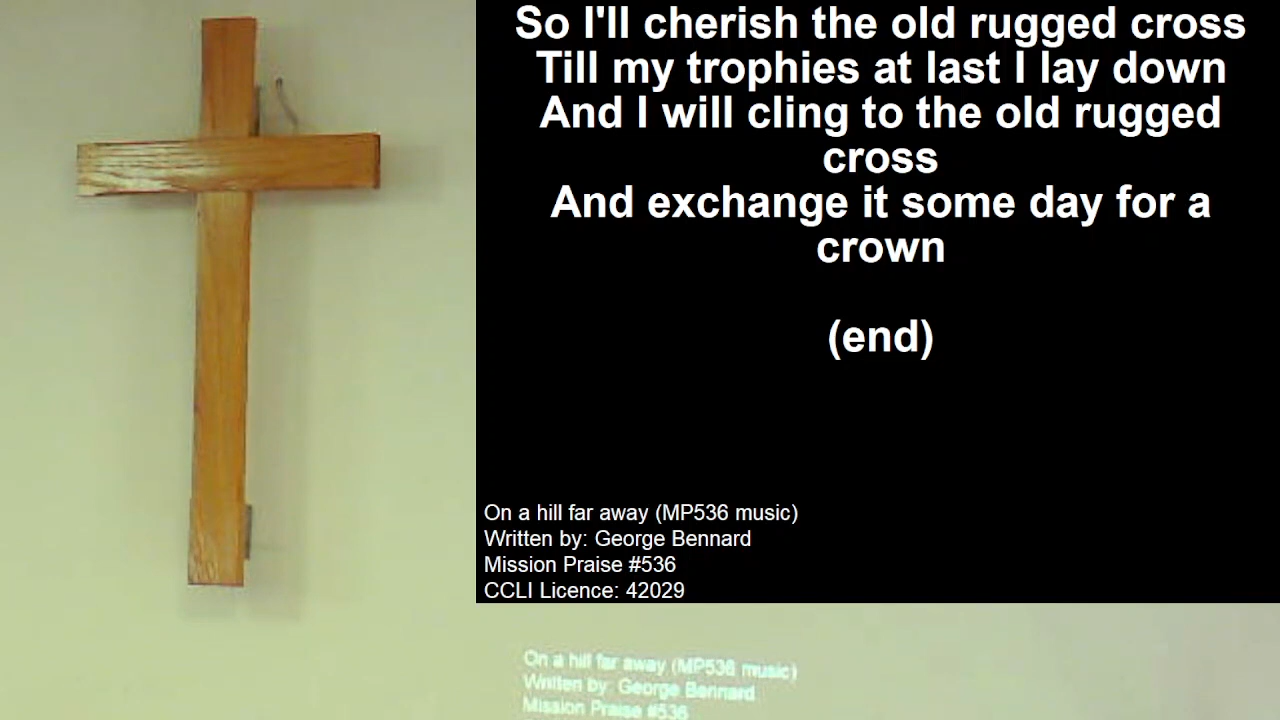 So I'll cherish the old rugged cross
Till my trophies at last I lay down
And I will cling to the old rugged
cross
And exchange it some day for a
crown
(end)
On a hill far away (MP536 music)
Written by: George Bennard
Mission Praise #536
CCLI Licence: 42029
On a hill far away (MP536 music)
Written by: George Bennard
Mission Praise #536